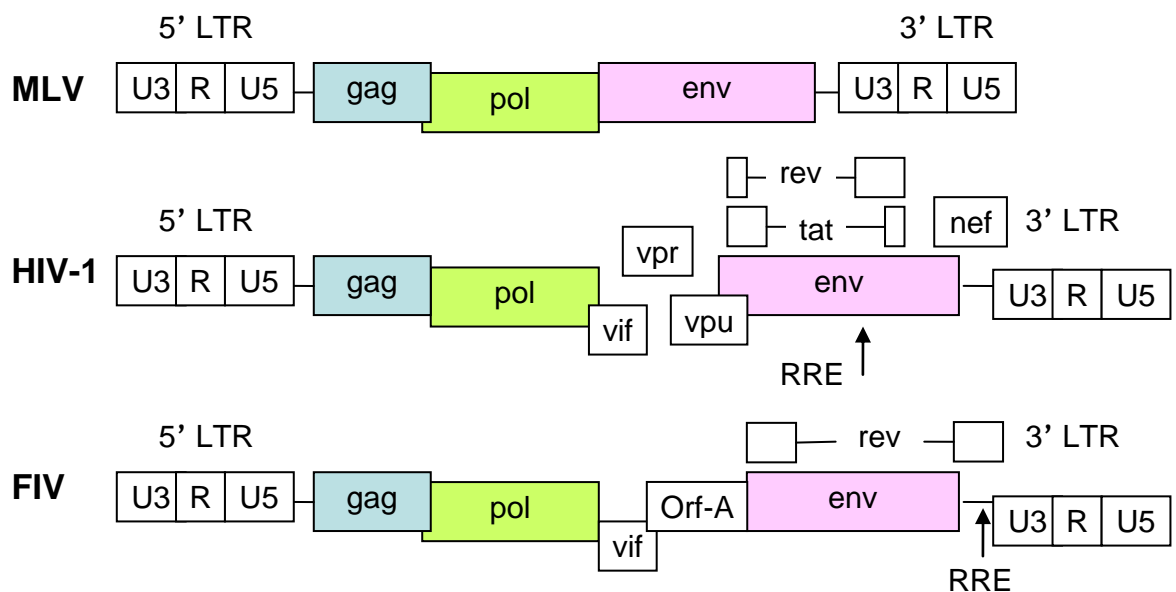 5’ LTR 3’ LTR
MLV U3 R U5 gag pol env U3 R U5
rev
5’ LTR tat nef 3’ LTR
HIV-1 U3 R U5 gag pol vif vpr vpu env U3 R U5
RRE
5’ LTR rev 3’ LTR
FIV U3 R U5 gag pol vif Orf-A env U3 R U5
RRE